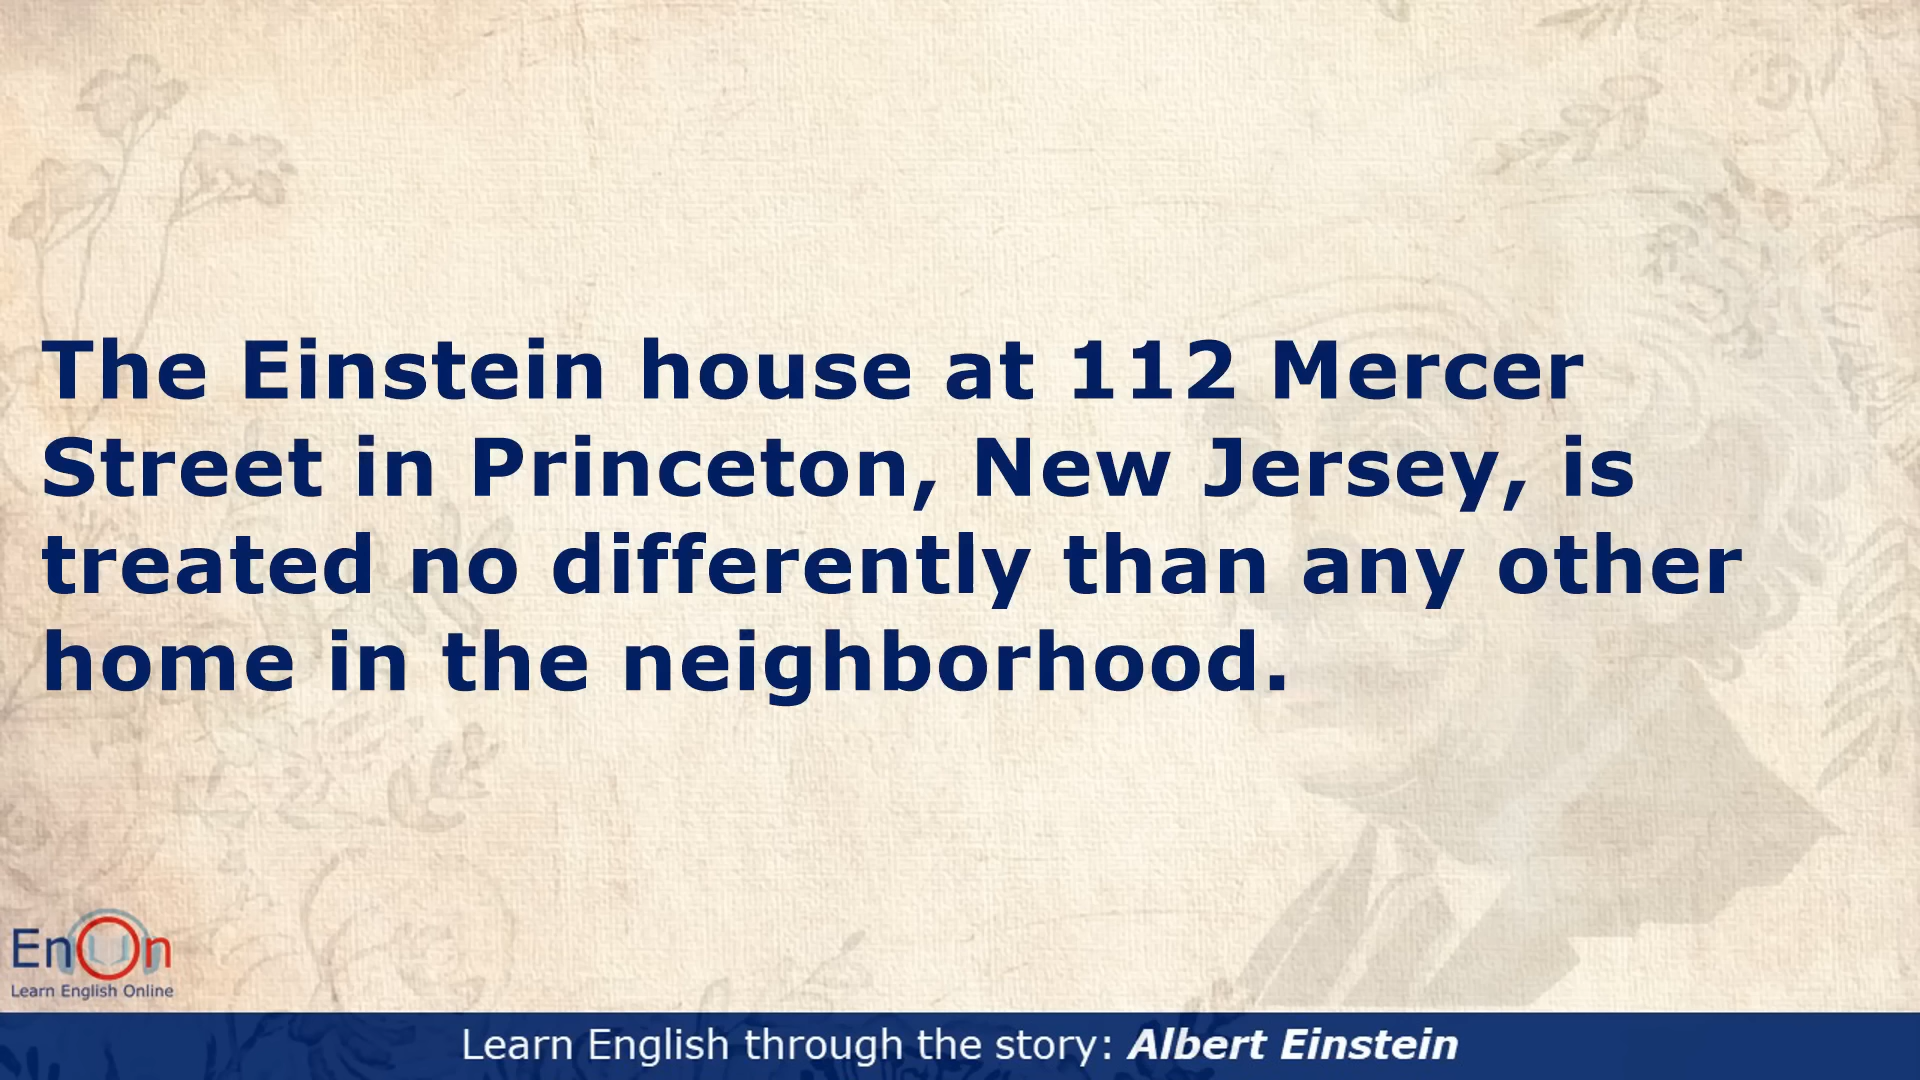 The Einstein house at 112 Mercer
Street in Princeton, New Jersey, is
treated no differently than any other
home in the neighborhood.
EnOn
Learn English Online
Learn English through the story: Albert Einstein